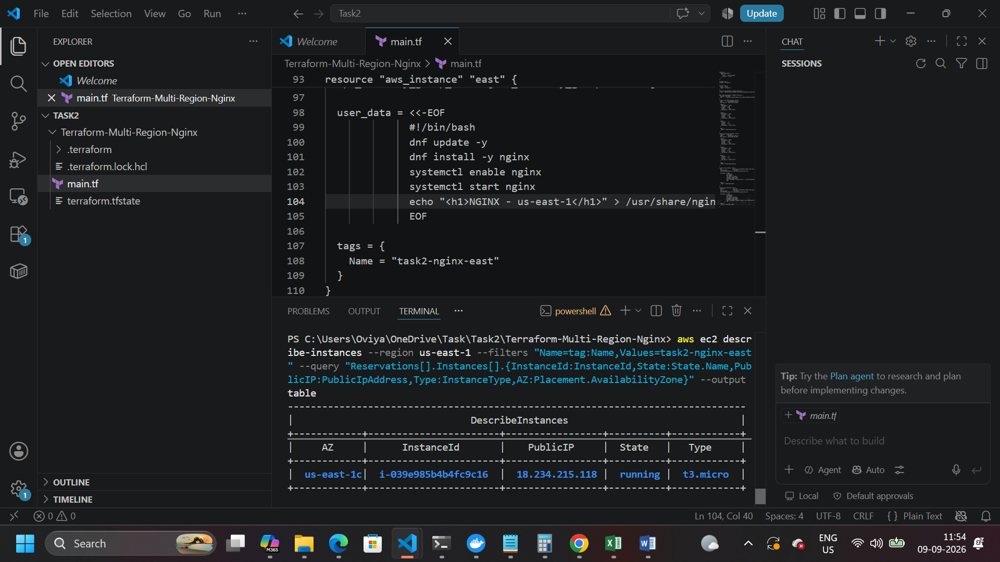 File Edit Selection View Go Run ···
Task2
Update
EXPLORER
OPEN EDITORS
Welcome
main.tf Terraform-Multi-Region-Nginx
TASK2
Terraform-Multi-Region-Nginx
.terraform
.terraform.lock.hcl
main.tf
terraform.tfstate
OUTLINE
TIMELINE
1
1
Welcome
main.tf
Terraform-Multi-Region-Nginx > main.tf
93 resource "aws_instance" "east" {
97
98 user_data = <<-EOF
99 #!/bin/bash
100 dnf update -y
101 dnf install -y nginx
102 systemctl enable nginx
103 systemctl start nginx
104 echo "<h1>NGINX - us-east-1</h1>" > /usr/share/ngin
105 EOF
106
107 tags = {
108 Name = "task2-nginx-east"
109 }
110 }
PROBLEMS OUTPUT TERMINAL ···
powershell
PS C:\Users\Oviya\OneDrive\Task\Task2\Terraform-Multi-Region-Nginx> aws ec2 descr
ibe-instances --region us-east-1 --filters "Name=tag:Name,Values=task2-nginx-east
" --query "Reservations[].Instances[].{InstanceId:InstanceId,State:State.Name,Pub
licIP:PublicIpAddress,Type:InstanceType,AZ:Placement.AvailabilityZone}" --output
table
DescribeInstances
| AZ | InstanceId | PublicIP | State | Type |
| us-east-1c| i-039e985b4b4fc9c16 | 18.234.215.118 | running | t3.micro |
CHAT
SESSIONS
Tip: Try the Plan agent to research and plan
before implementing changes.
main.tf
Describe what to build
Agent Auto
Local Default approvals
0 0
Ln 104, Col 40 Spaces: 4 UTF-8 CRLF { } Plain Text
Search
M365
ENG
US
11:54
09-09-2026